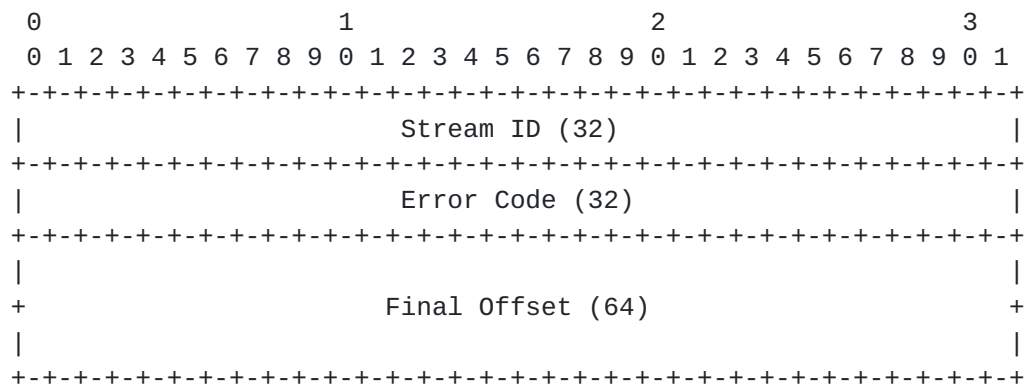 0                   1                   2                   3
 0 1 2 3 4 5 6 7 8 9 0 1 2 3 4 5 6 7 8 9 0 1 2 3 4 5 6 7 8 9 0 1
+-+-+-+-+-+-+-+-+-+-+-+-+-+-+-+-+-+-+-+-+-+-+-+-+-+-+-+-+-+-+-+-+
|                        Stream ID (32)                         |
+-+-+-+-+-+-+-+-+-+-+-+-+-+-+-+-+-+-+-+-+-+-+-+-+-+-+-+-+-+-+-+-+
|                        Error Code (32)                        |
+-+-+-+-+-+-+-+-+-+-+-+-+-+-+-+-+-+-+-+-+-+-+-+-+-+-+-+-+-+-+-+-+
|                                                               |
+                       Final Offset (64)                       +
|                                                               |
+-+-+-+-+-+-+-+-+-+-+-+-+-+-+-+-+-+-+-+-+-+-+-+-+-+-+-+-+-+-+-+-+